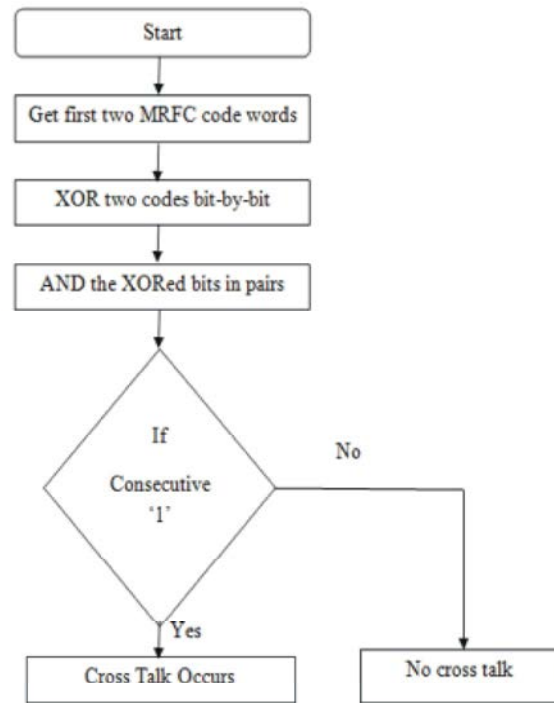 Start
Get first two MRFC code words
XOR two codes bit-by-bit
AND the XORed bits in pairs
If
Consecutive
‘1’
No
Yes
Cross Talk Occurs
No cross talk